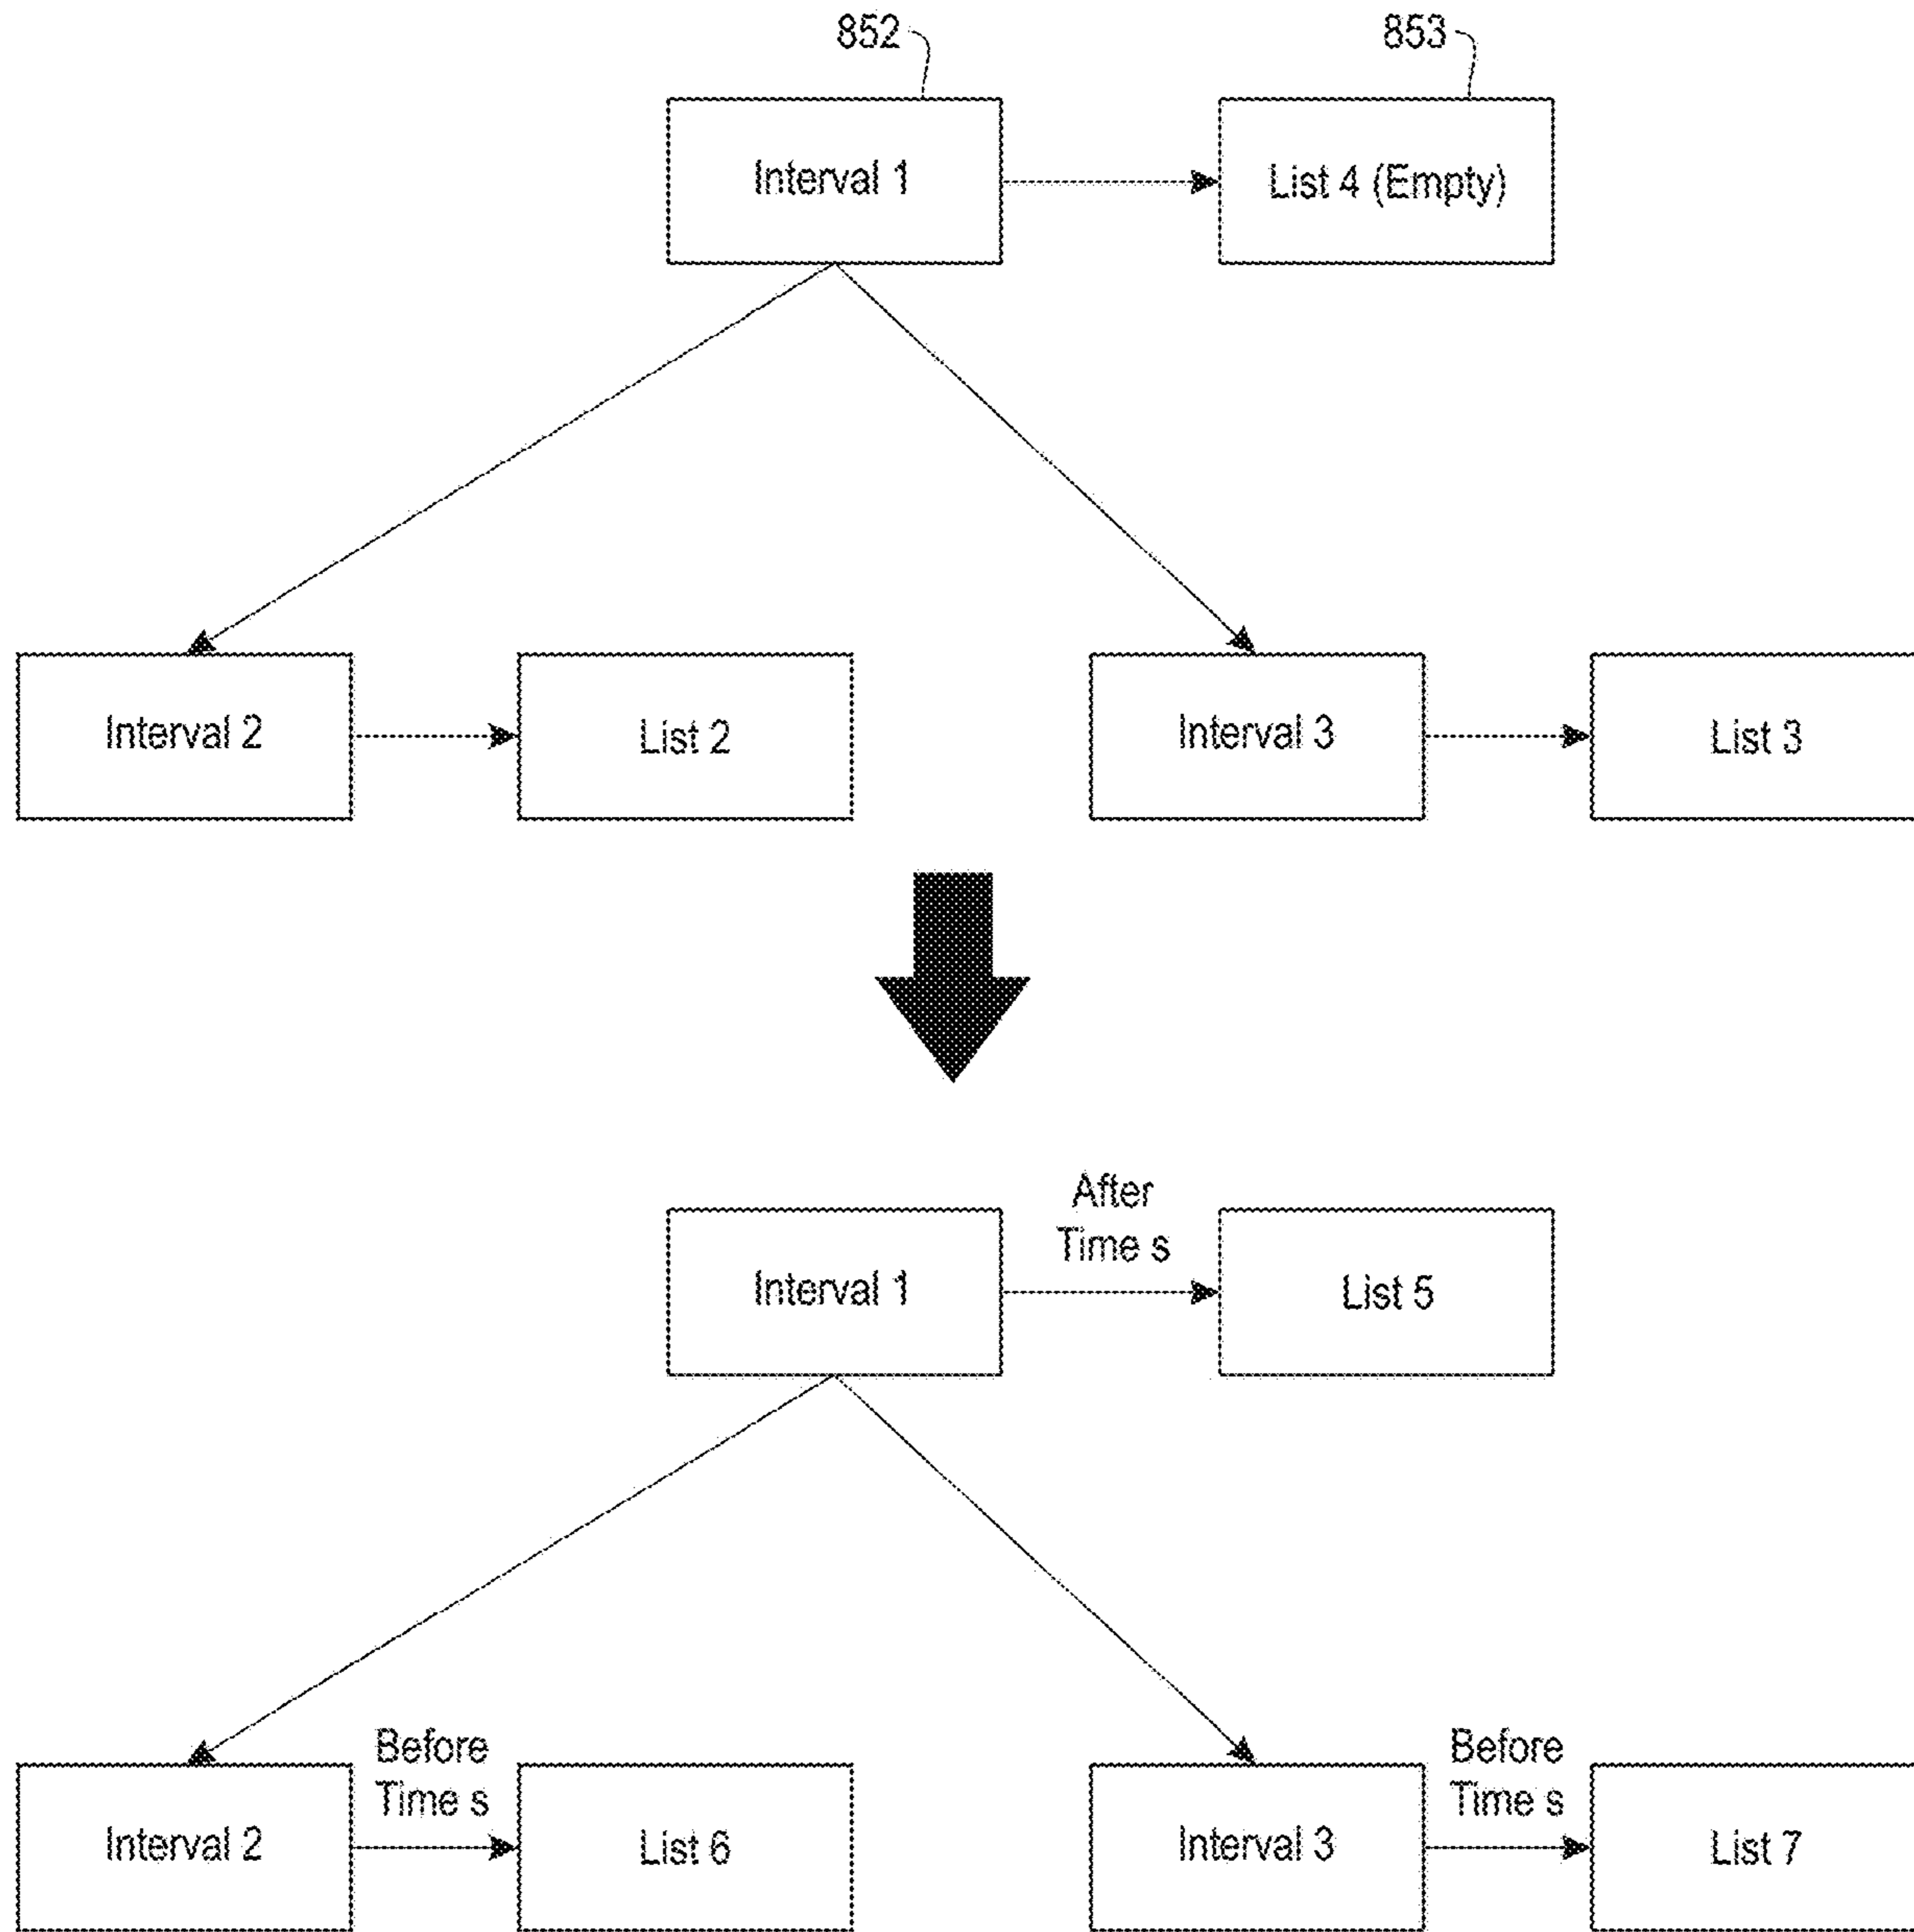 852
853
Interval 1
List 4 (Empty)
Interval 2
List 2
Interval 3
List 3
After
Time s
Interval 1
List 5
Before
Time s
Before
Time s
Interval 2
List 6
Interval 3
List 7